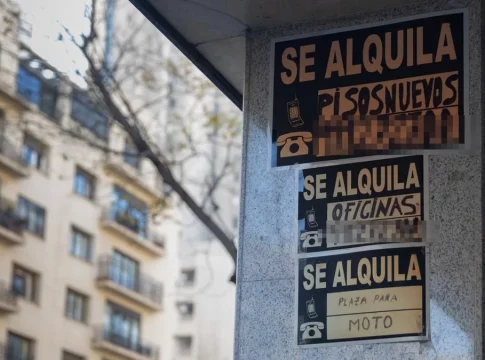 SE ALQUILA
PISOS NUEVOS
SE ALQUILA
OFICINAS
SE ALQUILA
PLAZA PARA
MOTO